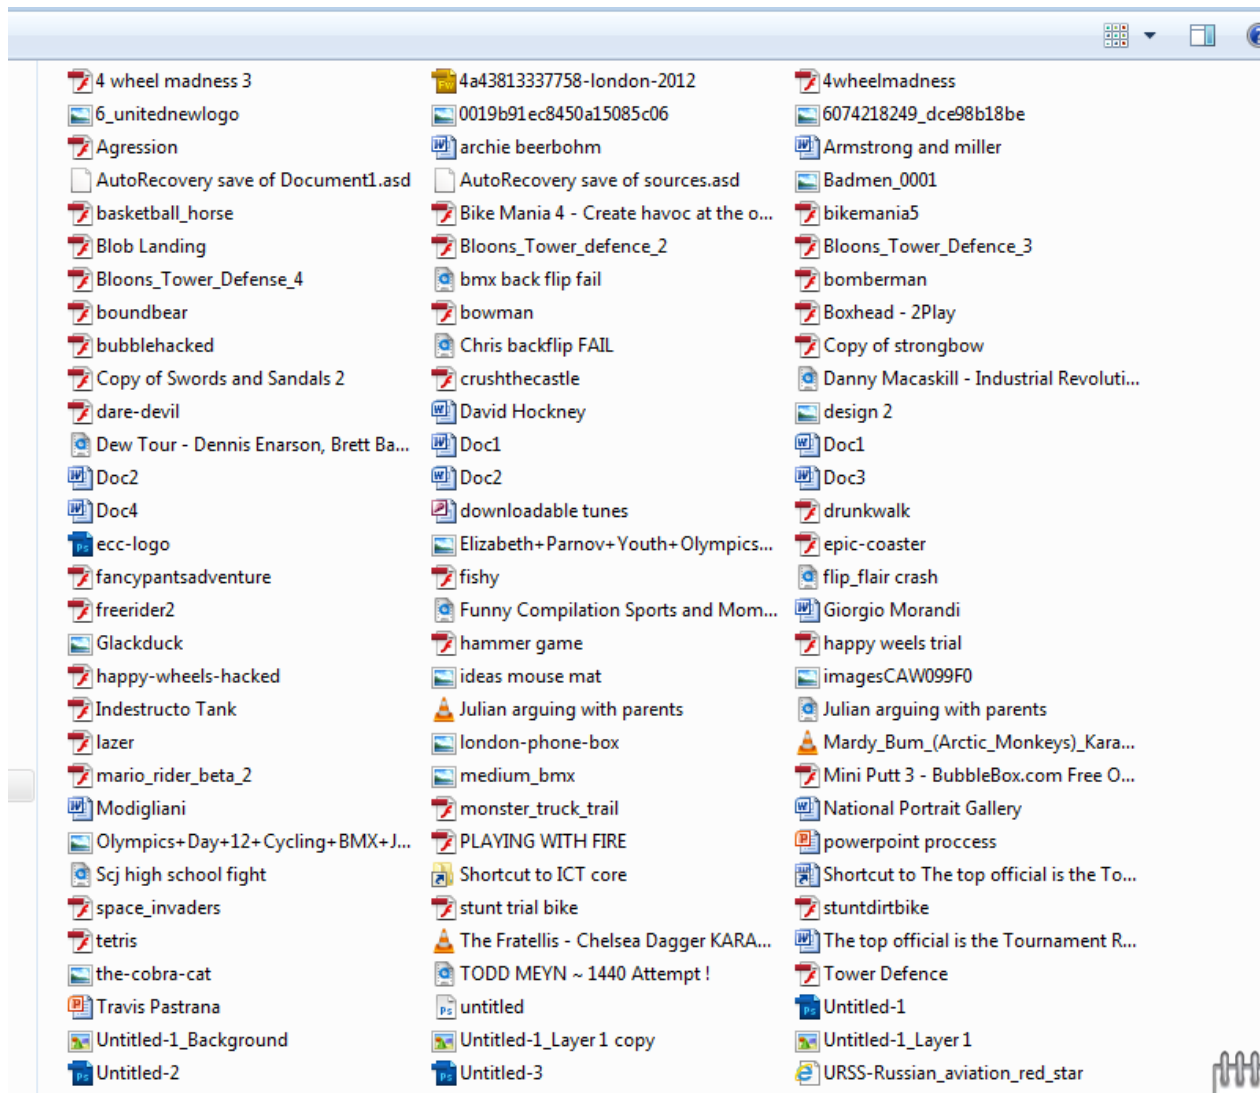 4 wheel madness 3 4a43813337758-london-2012 4wheelmadness
6_unitednewlogo 0019b91ec8450a15085c06 6074218249_dce98b18be
Agression archie beerbohm Armstrong and miller
AutoRecovery save of Document1.asd AutoRecovery save of sources.asd Badmen_0001
basketball_horse Bike Mania 4 - Create havoc at the o... bikemania5
Blob Landing Bloons_Tower_defence_2 Bloons_Tower_Defence_3
Bloons_Tower_Defense_4 bmx back flip fail bomberman
boundbear bowman Boxhead - 2Play
bubblehacked Chris backflip FAIL Copy of strongbow
Copy of Swords and Sandals 2 crushthecastle Danny Macaskill - Industrial Revoluti...
dare-devil David Hockney design 2
Dew Tour - Dennis Enarson, Brett Ba... Doc1 Doc1
Doc2 Doc2 Doc3
Doc4 downloadable tunes drunkwalk
ecc-logo Elizabeth+Parnov+Youth+Olympics... epic-coaster
fancypantsadventure fishy flip_flair crash
freerider2 Funny Compilation Sports and Mom... Giorgio Morandi
Glackduck hammer game happy weels trial
happy-wheels-hacked ideas mouse mat imagesCAW099F0
Indestructo Tank Julian arguing with parents Julian arguing with parents
lazer london-phone-box Mardy_Bum_(Arctic_Monkeys)_Kara...
mario_rider_beta_2 medium_bmx Mini Putt 3 - BubbleBox.com Free O...
Modigliani monster_truck_trail National Portrait Gallery
Olympics+Day+12+Cycling+BMX+J... PLAYING WITH FIRE powerpoint proccess
Scj high school fight Shortcut to ICT core Shortcut to The top official is the To...
space_invaders stunt trial bike stuntdirtbike
tetris The Fratellis - Chelsea Dagger KARA... The top official is the Tournament R...
the-cobra-cat TODD MEYN ~ 1440 Attempt ! Tower Defence
Travis Pastrana untitled Untitled-1
Untitled-1_Background Untitled-1_Layer 1 copy Untitled-1_Layer 1
Untitled-2 Untitled-3 URSS-Russian_aviation_red_star